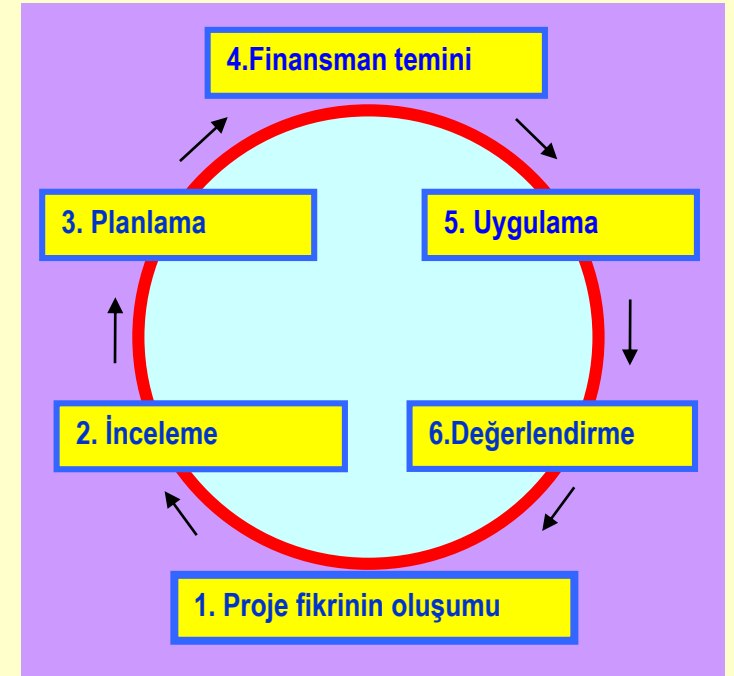 4.Finansman temini
3. Planlama
5. Uygulama
2. İnceleme
6.Değerlendirme
1. Proje fikrinin oluşumu